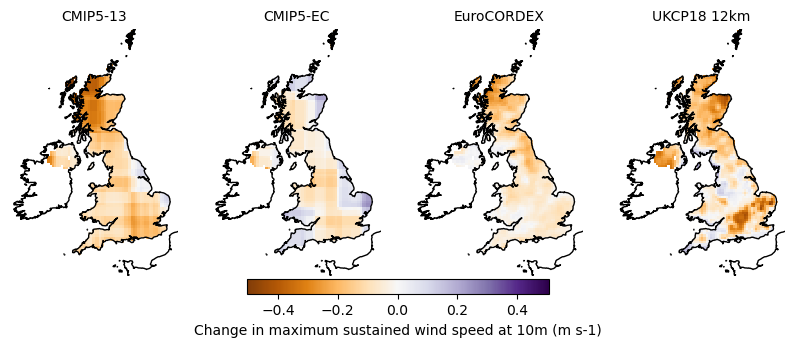 CMIP5-13 CMIP5-EC EuroCORDEX UKCP18 12km
−0.4 −0.2 0.0 0.2 0.4
Change in maximum sustained wind speed at 10m (m s-1)